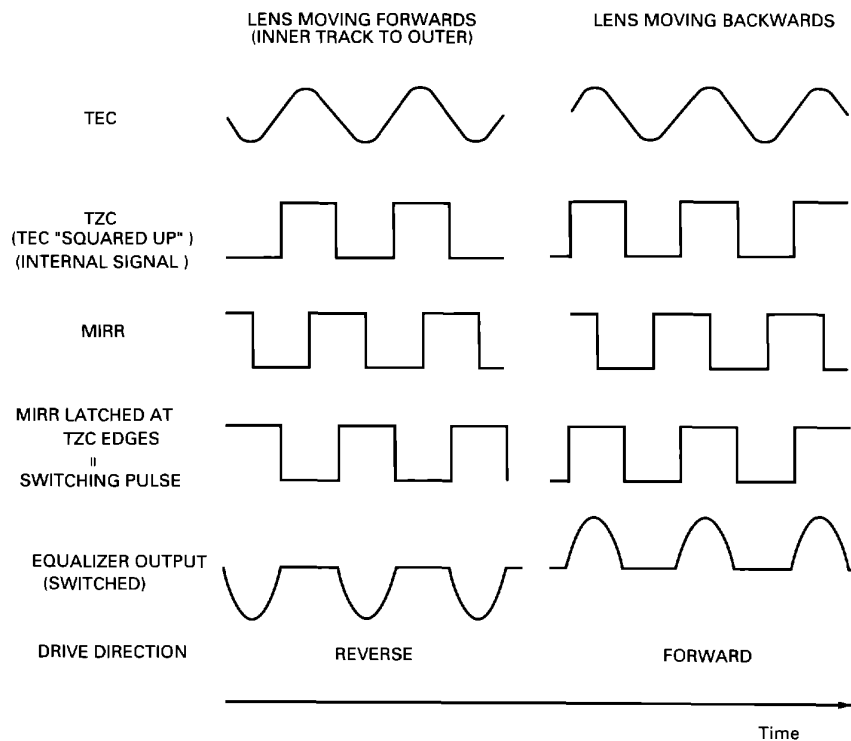 LENS MOVING FORWARDS
(INNER TRACK TO OUTER)
LENS MOVING BACKWARDS
TEC
TZC
(TEC "SQUARED UP" )
(INTERNAL SIGNAL )
MIRR
MIRR LATCHED AT
TZC EDGES
=
SWITCHING PULSE
EQUALIZER OUTPUT
(SWITCHED)
DRIVE DIRECTION
REVERSE
FORWARD
Time